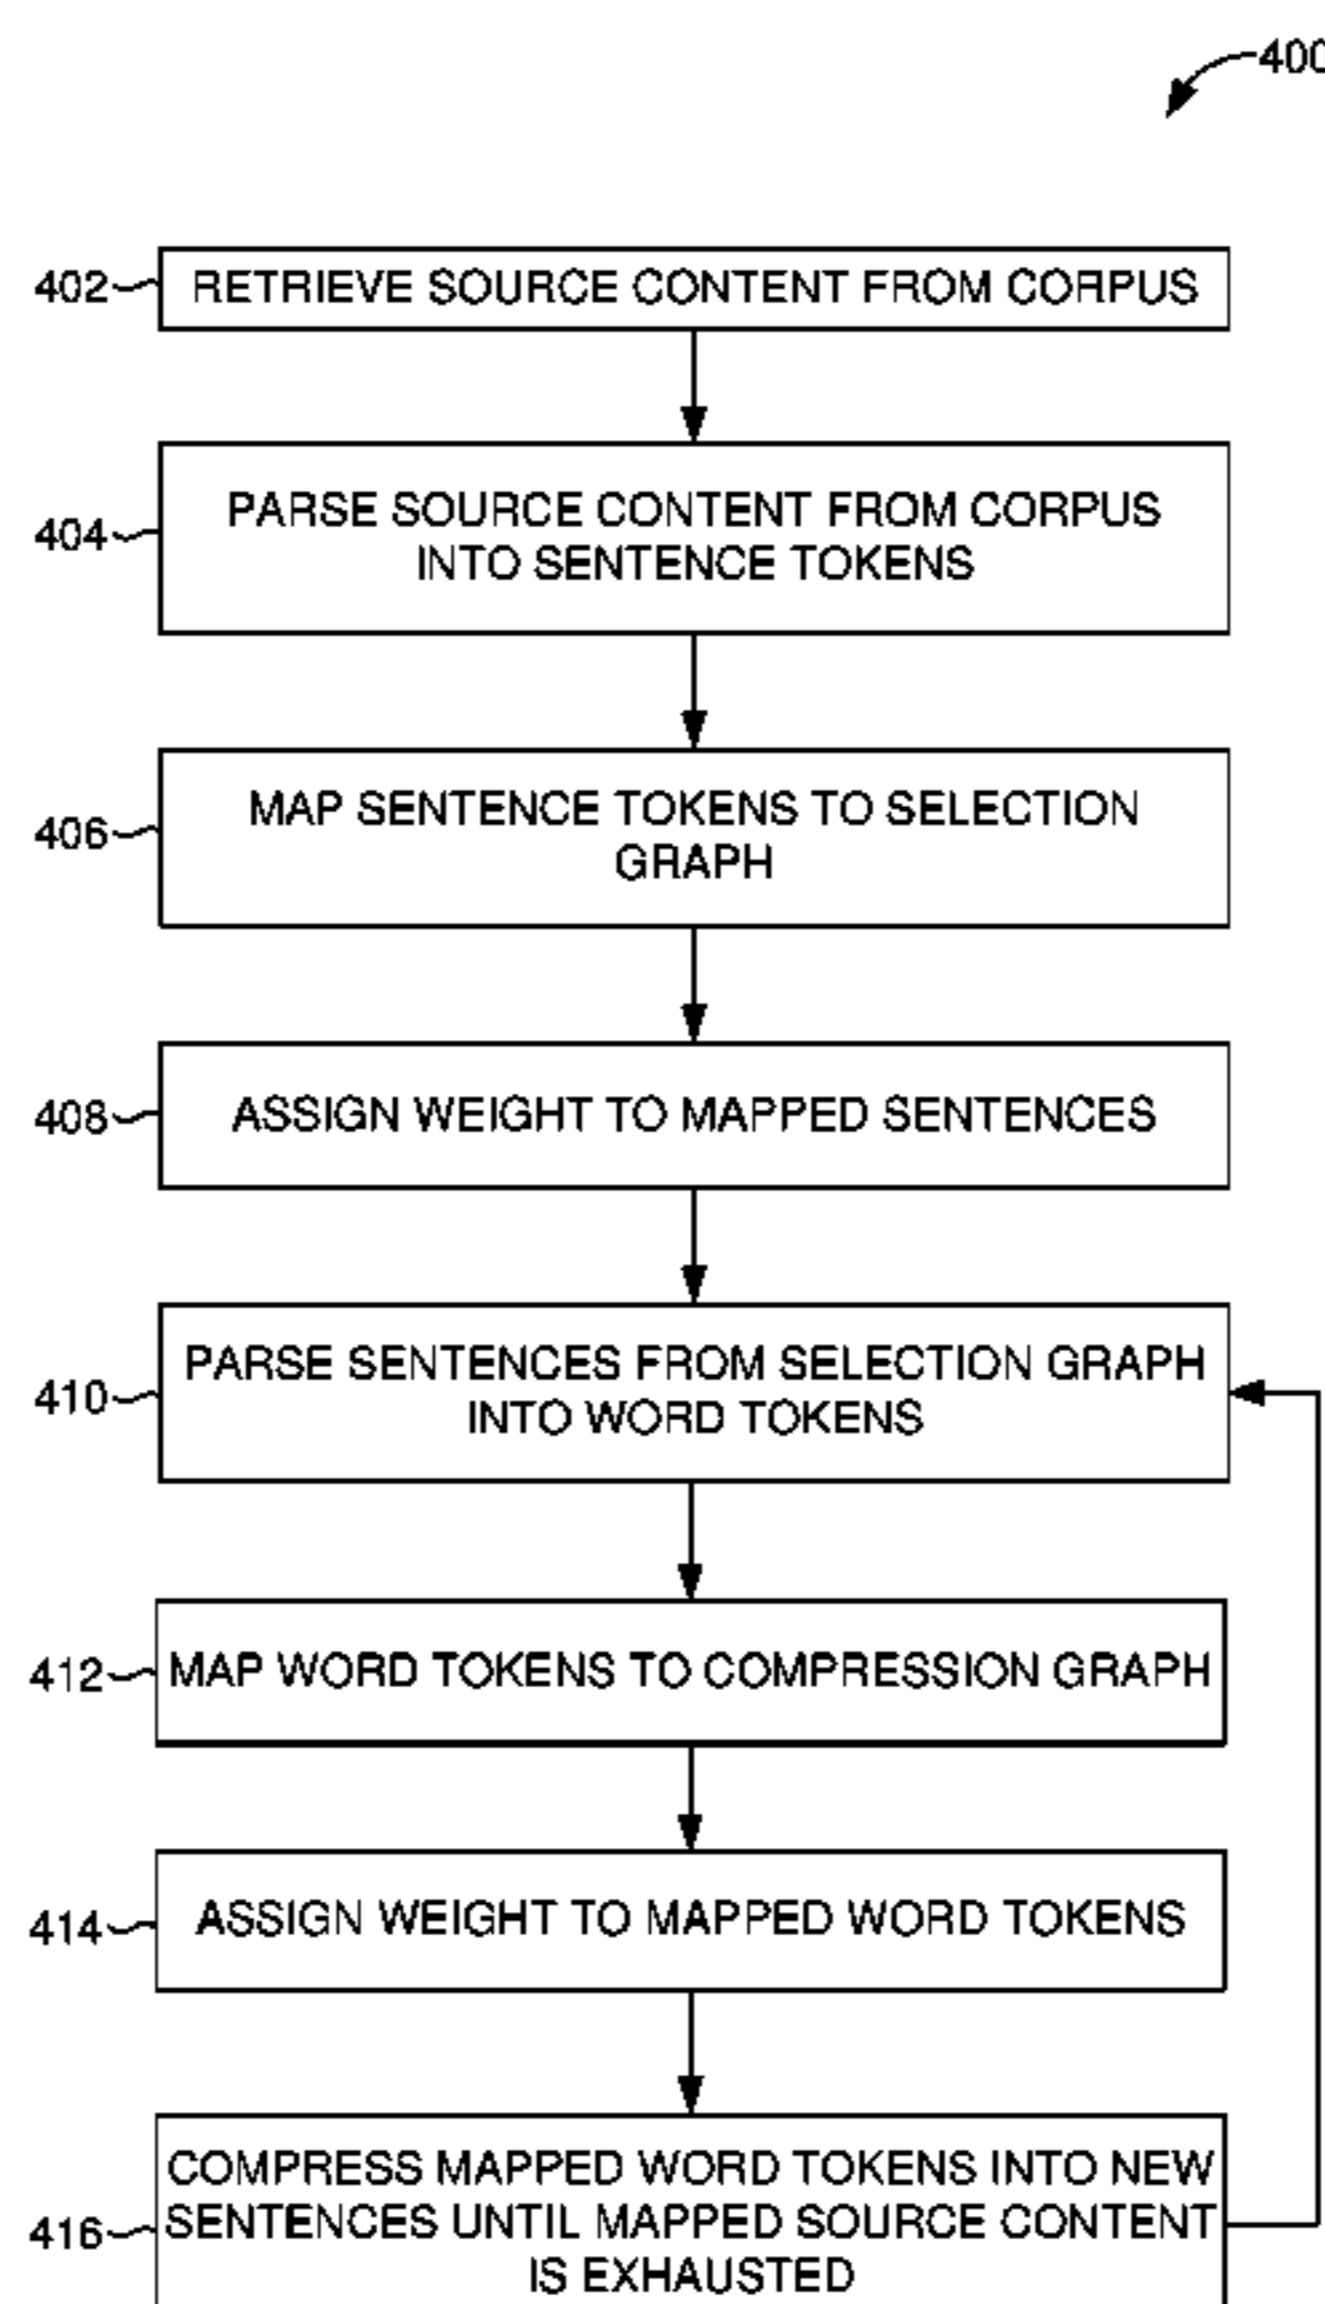 400
402
RETRIEVE SOURCE CONTENT FROM CORPUS
404
PARSE SOURCE CONTENT FROM CORPUS
INTO SENTENCE TOKENS
406
MAP SENTENCE TOKENS TO SELECTION
GRAPH
408
ASSIGN WEIGHT TO MAPPED SENTENCES
410
PARSE SENTENCES FROM SELECTION GRAPH
INTO WORD TOKENS
412
MAP WORD TOKENS TO COMPRESSION GRAPH
414
ASSIGN WEIGHT TO MAPPED WORD TOKENS
416
COMPRESS MAPPED WORD TOKENS INTO NEW
SENTENCES UNTIL MAPPED SOURCE CONTENT
IS EXHAUSTED